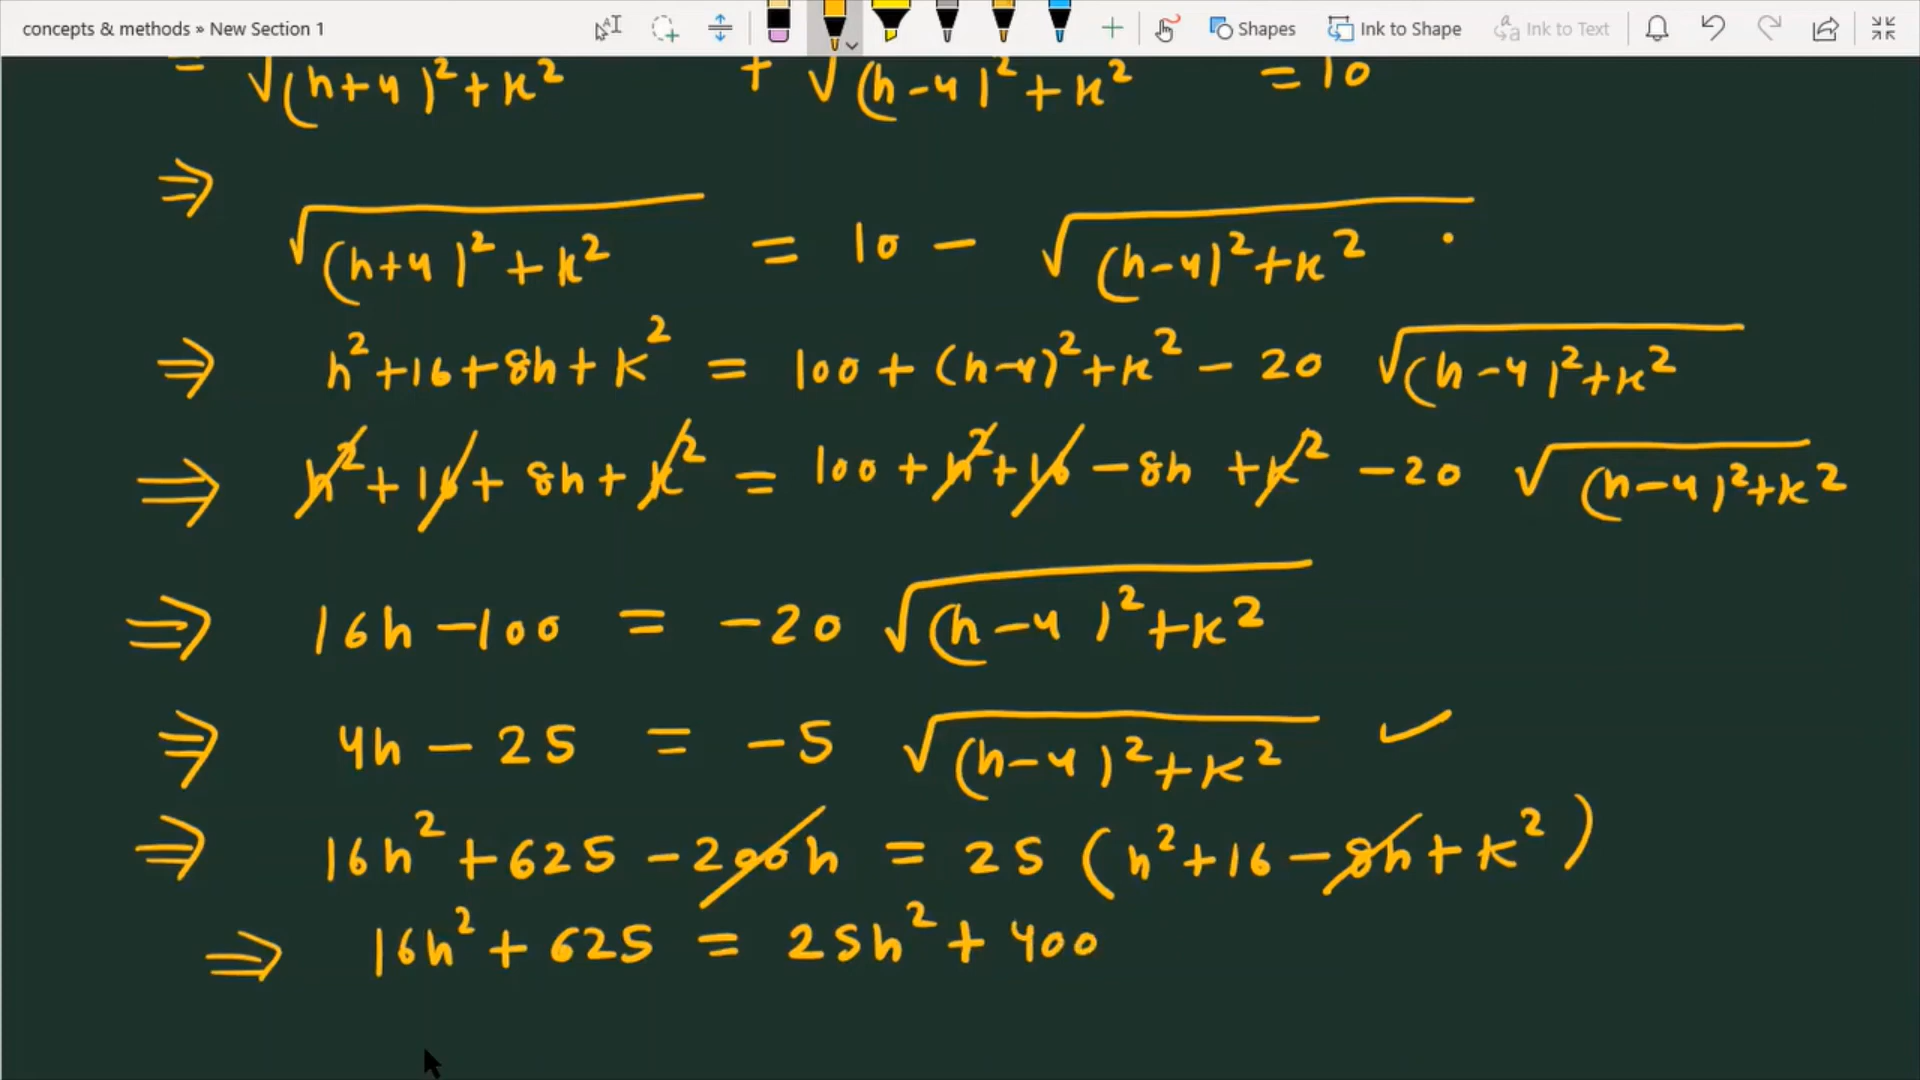 concepts & methods » New Section 1 Shapes Ink to Shape Ink to Text
= √(h+4)²+k² + √(h-4)²+k² = 10
⇒ √(h+4)²+k² = 10 - √(h-4)²+k² .
⇒ h²+16+8h+k² = 100+(h-4)²+k²-20 √(h-4)²+k²
⇒ h²+16+8h+k² = 100+h²+16-8h+k²-20 √(h-4)²+k²
⇒ 16h-100 = -20 √(h-4)²+k²
⇒ 4h-25 = -5 √(h-4)²+k² ✓
⇒ 16h²+625-200h = 25(h²+16-8h+k²)
⇒ 16h²+625 = 25h²+400